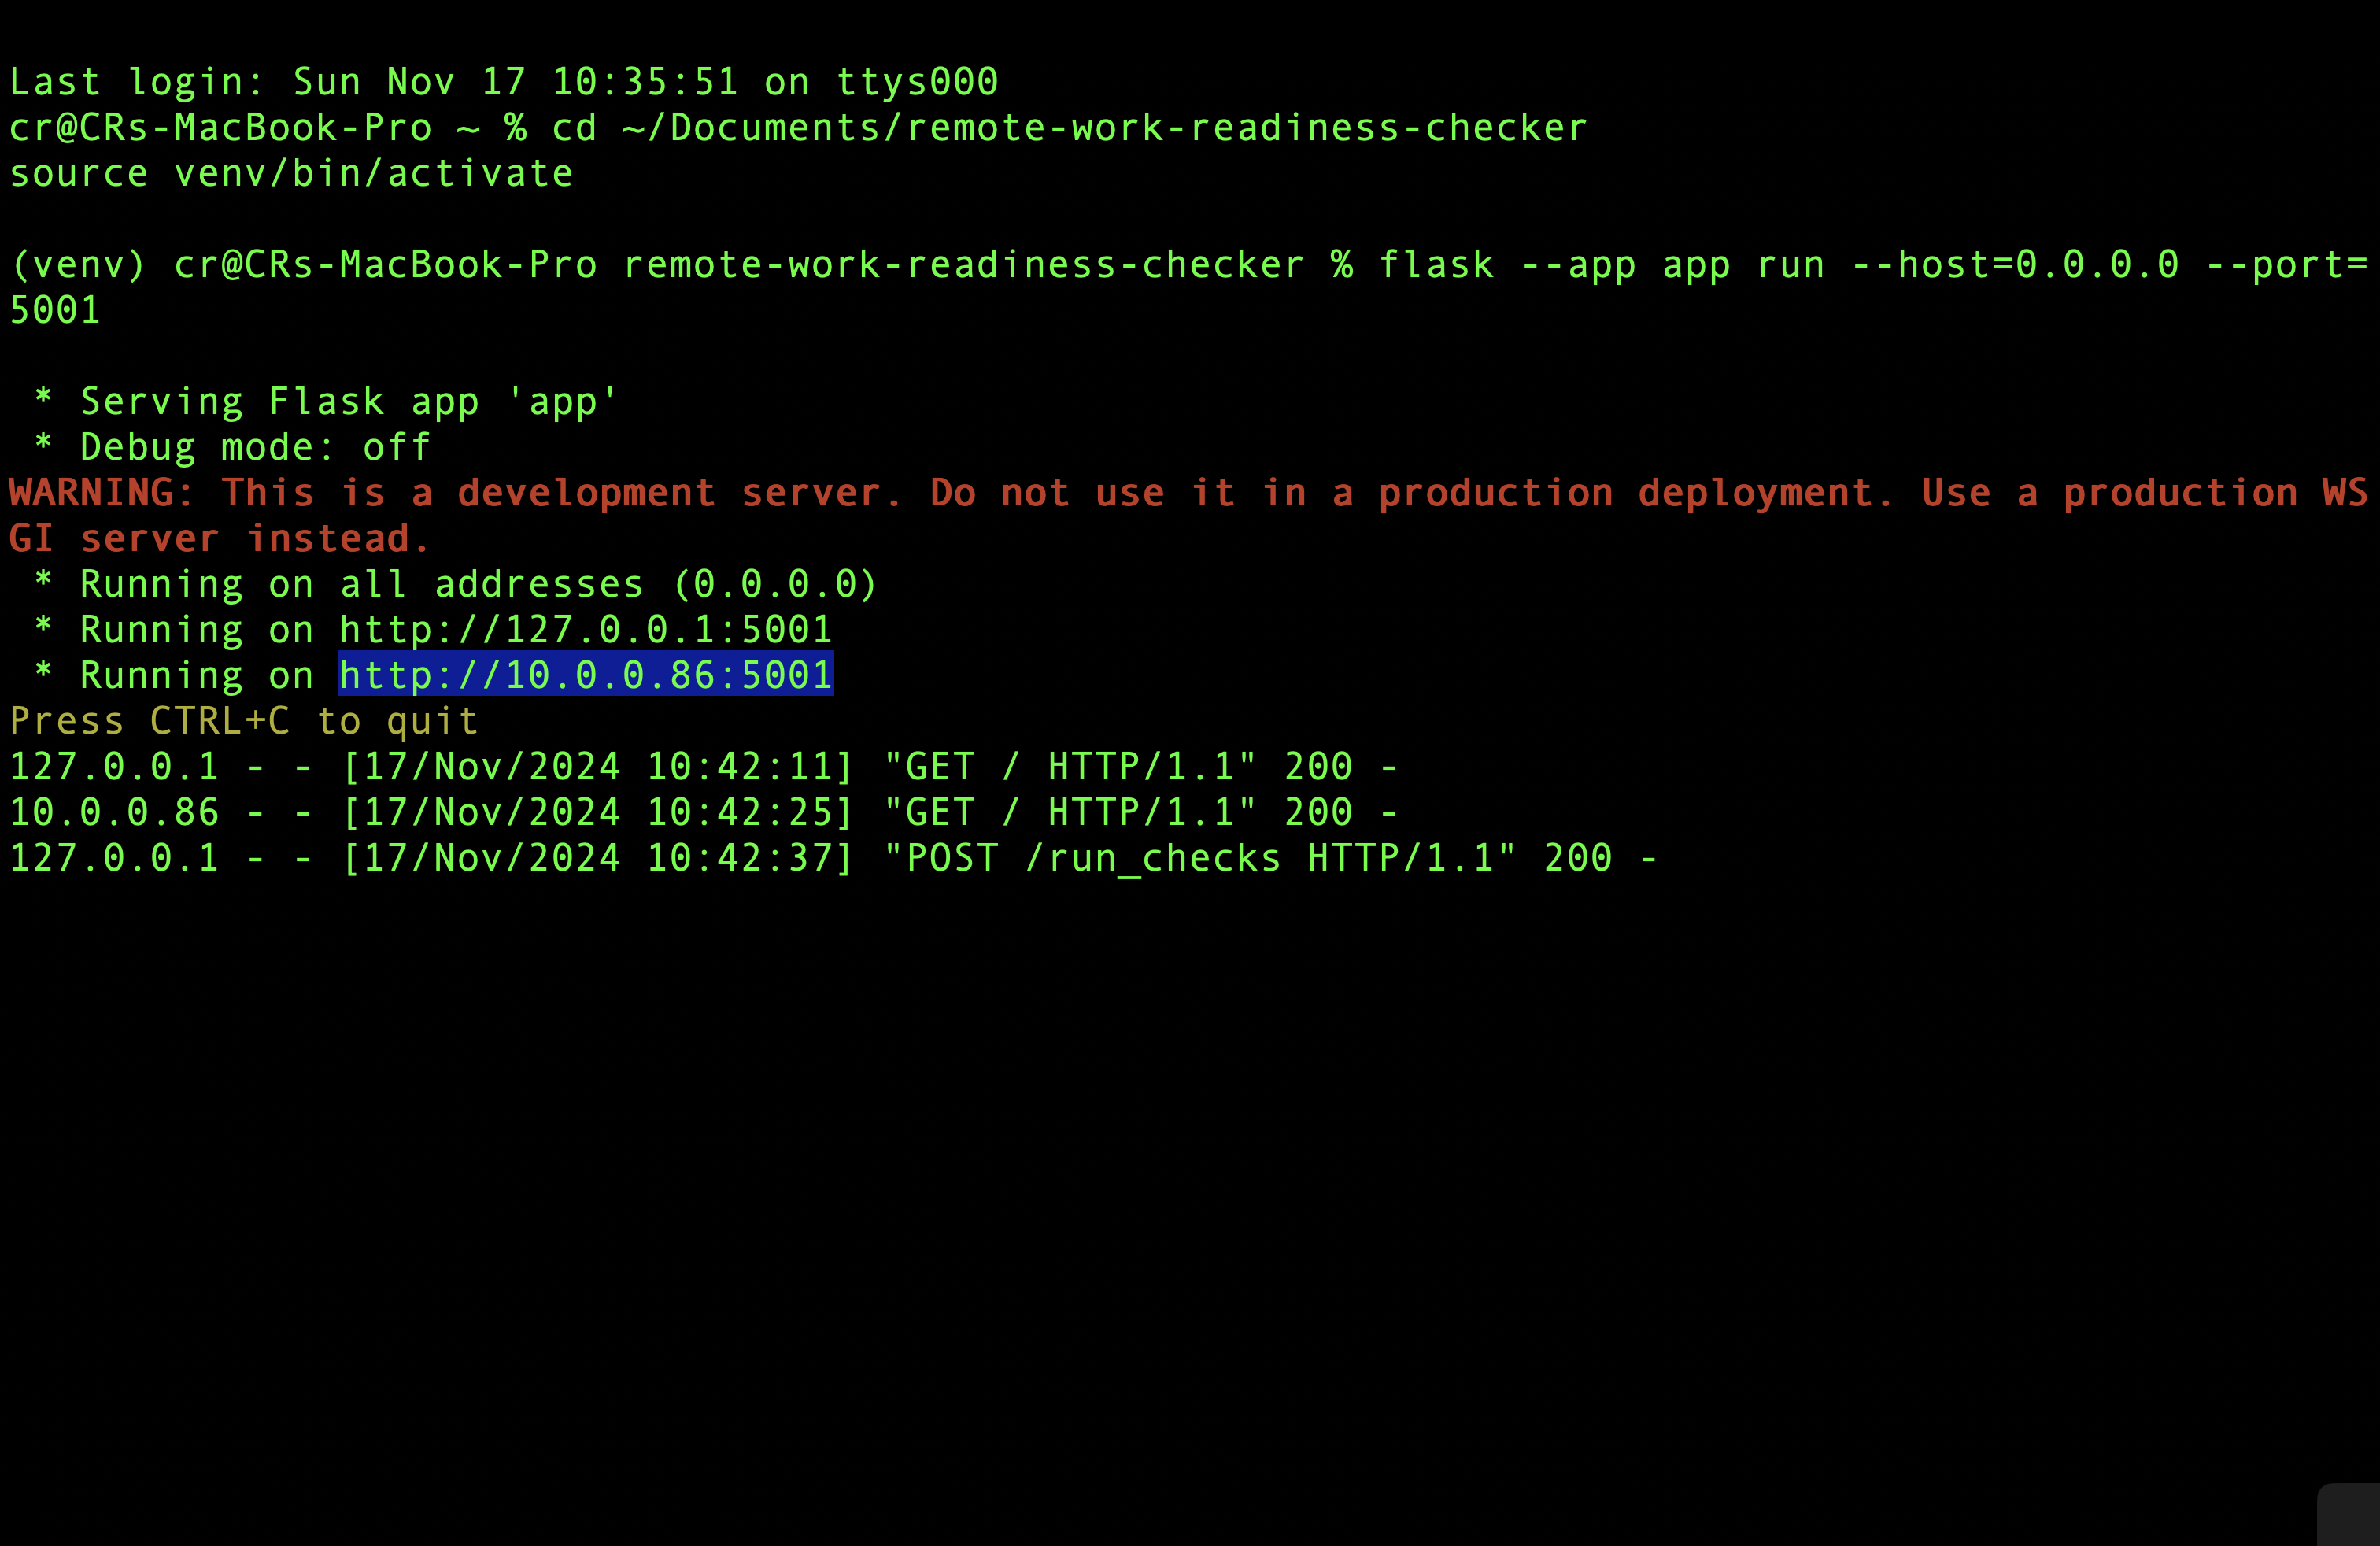 Last login: Sun Nov 17 10:35:51 on ttys000
cr@CRs-MacBook-Pro ~ % cd ~/Documents/remote-work-readiness-checker
source venv/bin/activate
(venv) cr@CRs-MacBook-Pro remote-work-readiness-checker % flask --app app run --host=0.0.0.0 --port=
5001
 * Serving Flask app 'app'
 * Debug mode: off
WARNING: This is a development server. Do not use it in a production deployment. Use a production WS
GI server instead.
 * Running on all addresses (0.0.0.0)
 * Running on http://127.0.0.1:5001
 * Running on http://10.0.0.86:5001
Press CTRL+C to quit
127.0.0.1 - - [17/Nov/2024 10:42:11] "GET / HTTP/1.1" 200 -
10.0.0.86 - - [17/Nov/2024 10:42:25] "GET / HTTP/1.1" 200 -
127.0.0.1 - - [17/Nov/2024 10:42:37] "POST /run_checks HTTP/1.1" 200 -